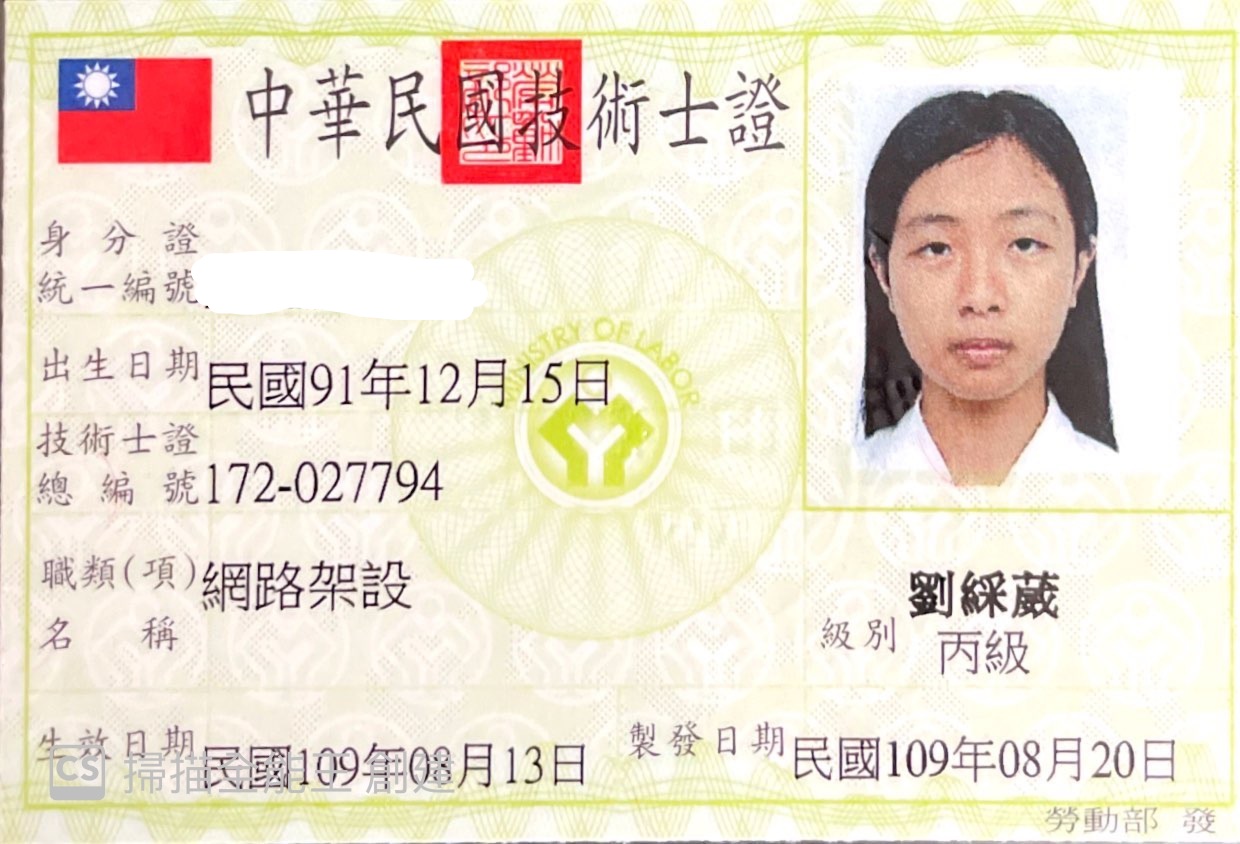 中華民國技術士證
身分證
統一編號
出生日期 民國91年12月15日
MINISTRY OF LABOR
技術士證
總編號 172-027794
職類(項) 網路架設
名稱
劉綵葳
級別 丙級
生效日期 民國109年08月13日
製發日期 民國109年08月20日
CS 掃描全能王 創建
勞動部 發